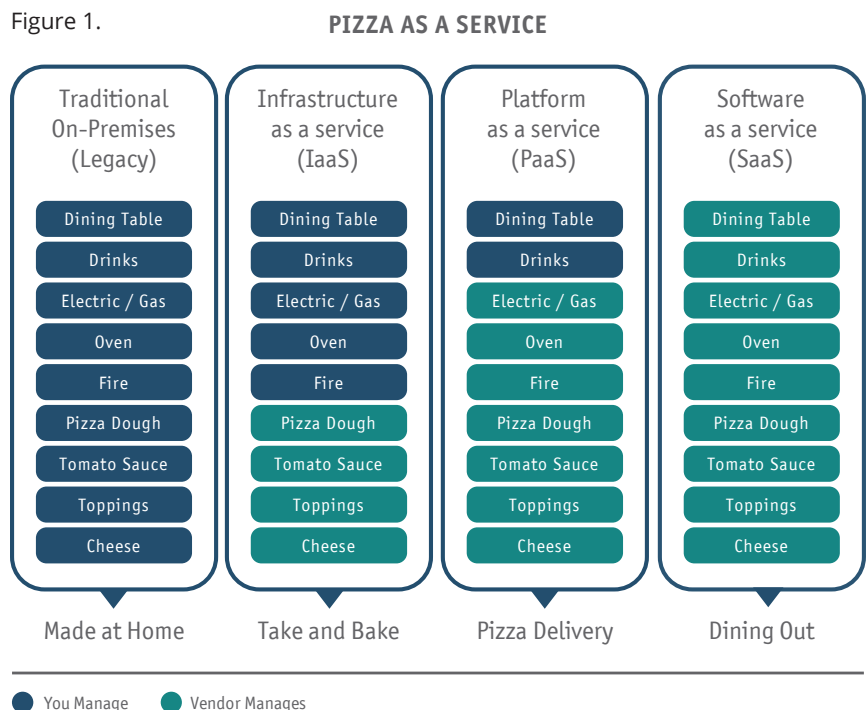 Figure 1.
PIZZA AS A SERVICE
Traditional
On-Premises
(Legacy)
Dining Table
Drinks
Electric / Gas
Oven
Fire
Pizza Dough
Tomato Sauce
Toppings
Cheese
Made at Home
Infrastructure
as a service
(IaaS)
Dining Table
Drinks
Electric / Gas
Oven
Fire
Pizza Dough
Tomato Sauce
Toppings
Cheese
Take and Bake
Platform
as a service
(PaaS)
Dining Table
Drinks
Electric / Gas
Oven
Fire
Pizza Dough
Tomato Sauce
Toppings
Cheese
Pizza Delivery
Software
as a service
(SaaS)
Dining Table
Drinks
Electric / Gas
Oven
Fire
Pizza Dough
Tomato Sauce
Toppings
Cheese
Dining Out
You Manage
Vendor Manages